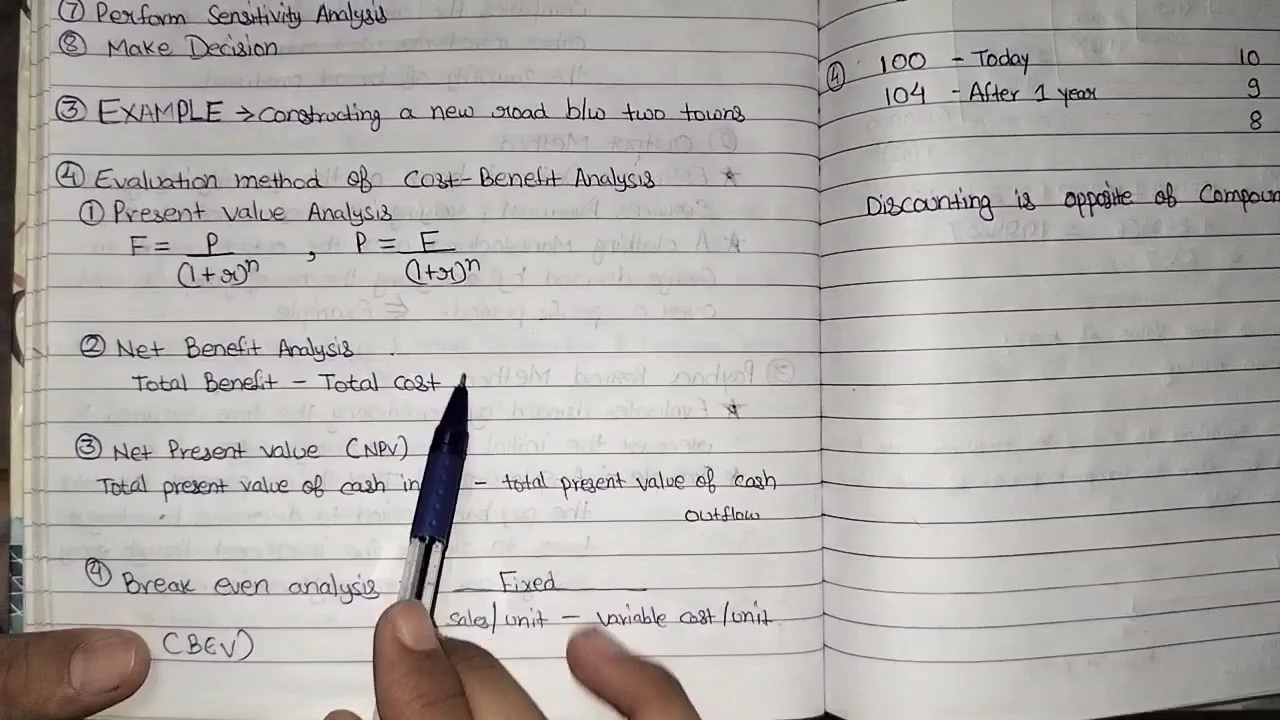 ⑦ Perform Sensitivity Analysis
⑧ Make Decision
③ EXAMPLE → Constructing a new road b/w two towns
④ Evaluation method of Cost-Benefit Analysis
① Present value Analysis
F = P/(1+r)^n , P = F/(1+r)^n
② Net Benefit Analysis
Total Benefit - Total cost
③ Net Present value (NPV)
Total present value of cash in - total present value of cash
outflow
④ Break even analysis Fixed
sales/unit - variable cost/unit
(BEV)
④ 100 - Today 10
104 - After 1 year 9
8
Discounting is opposite of Compoun